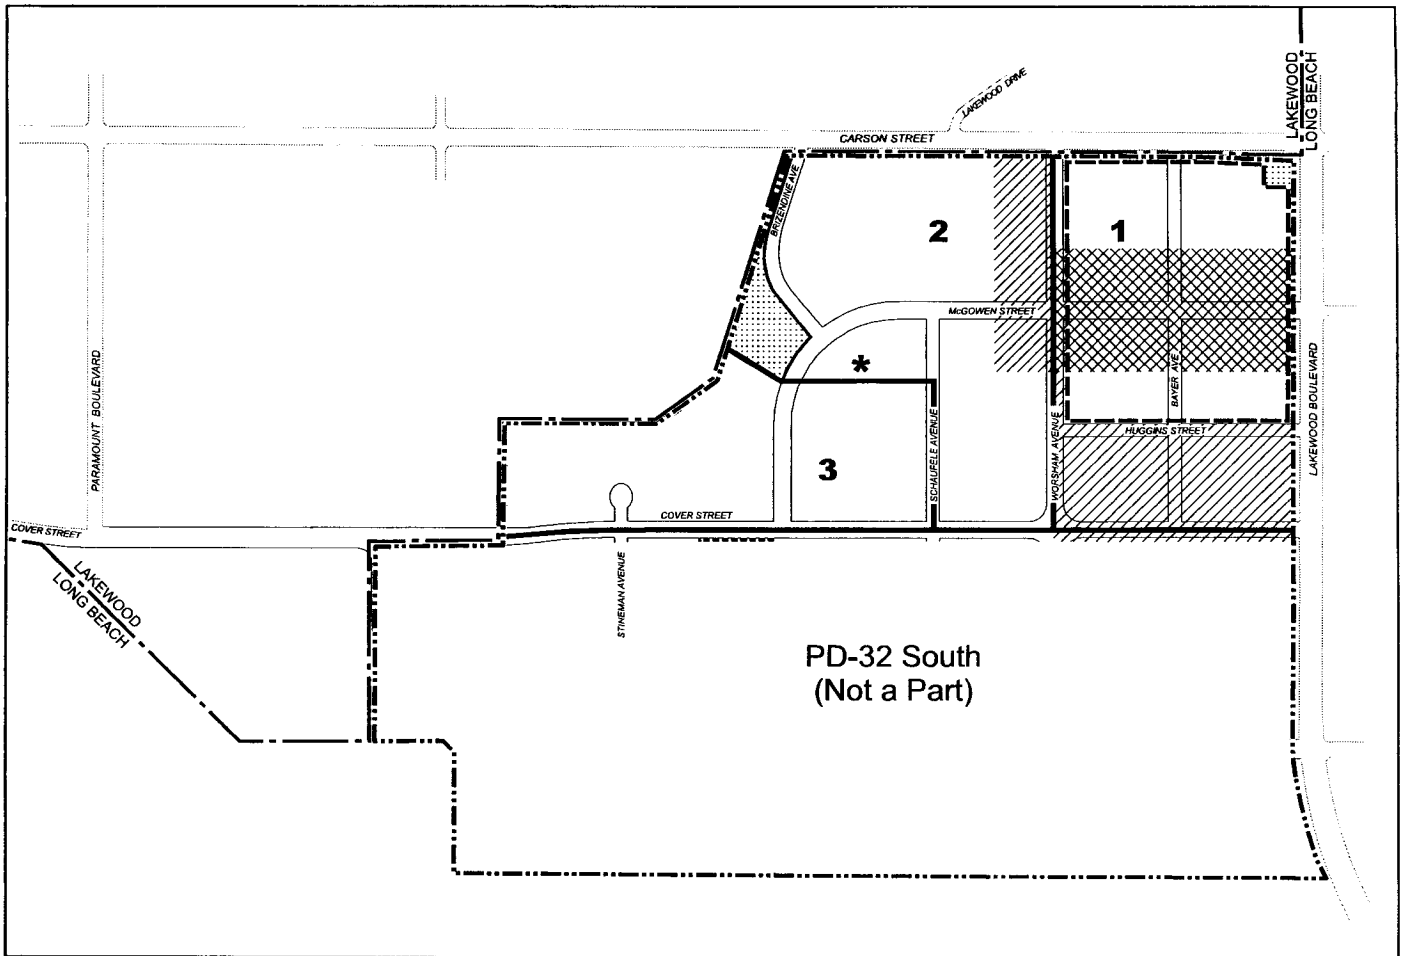 LAKEWOOD
LONG BEACH
LAKEWOOD DRIVE
CARSON STREET
BRIZENDINE AVE
2
1
McGOWEN STREET
*
PARAMOUNT BOULEVARD
BAYER AVE
LAKEWOOD BOULEVARD
SCHAUFELE AVENUE
WORSHAM AVENUE
HUGGINS STREET
3
COVER STREET
COVER STREET
STINEMAN AVENUE
LAKEWOOD
LONG BEACH
PD-32 South
(Not a Part)